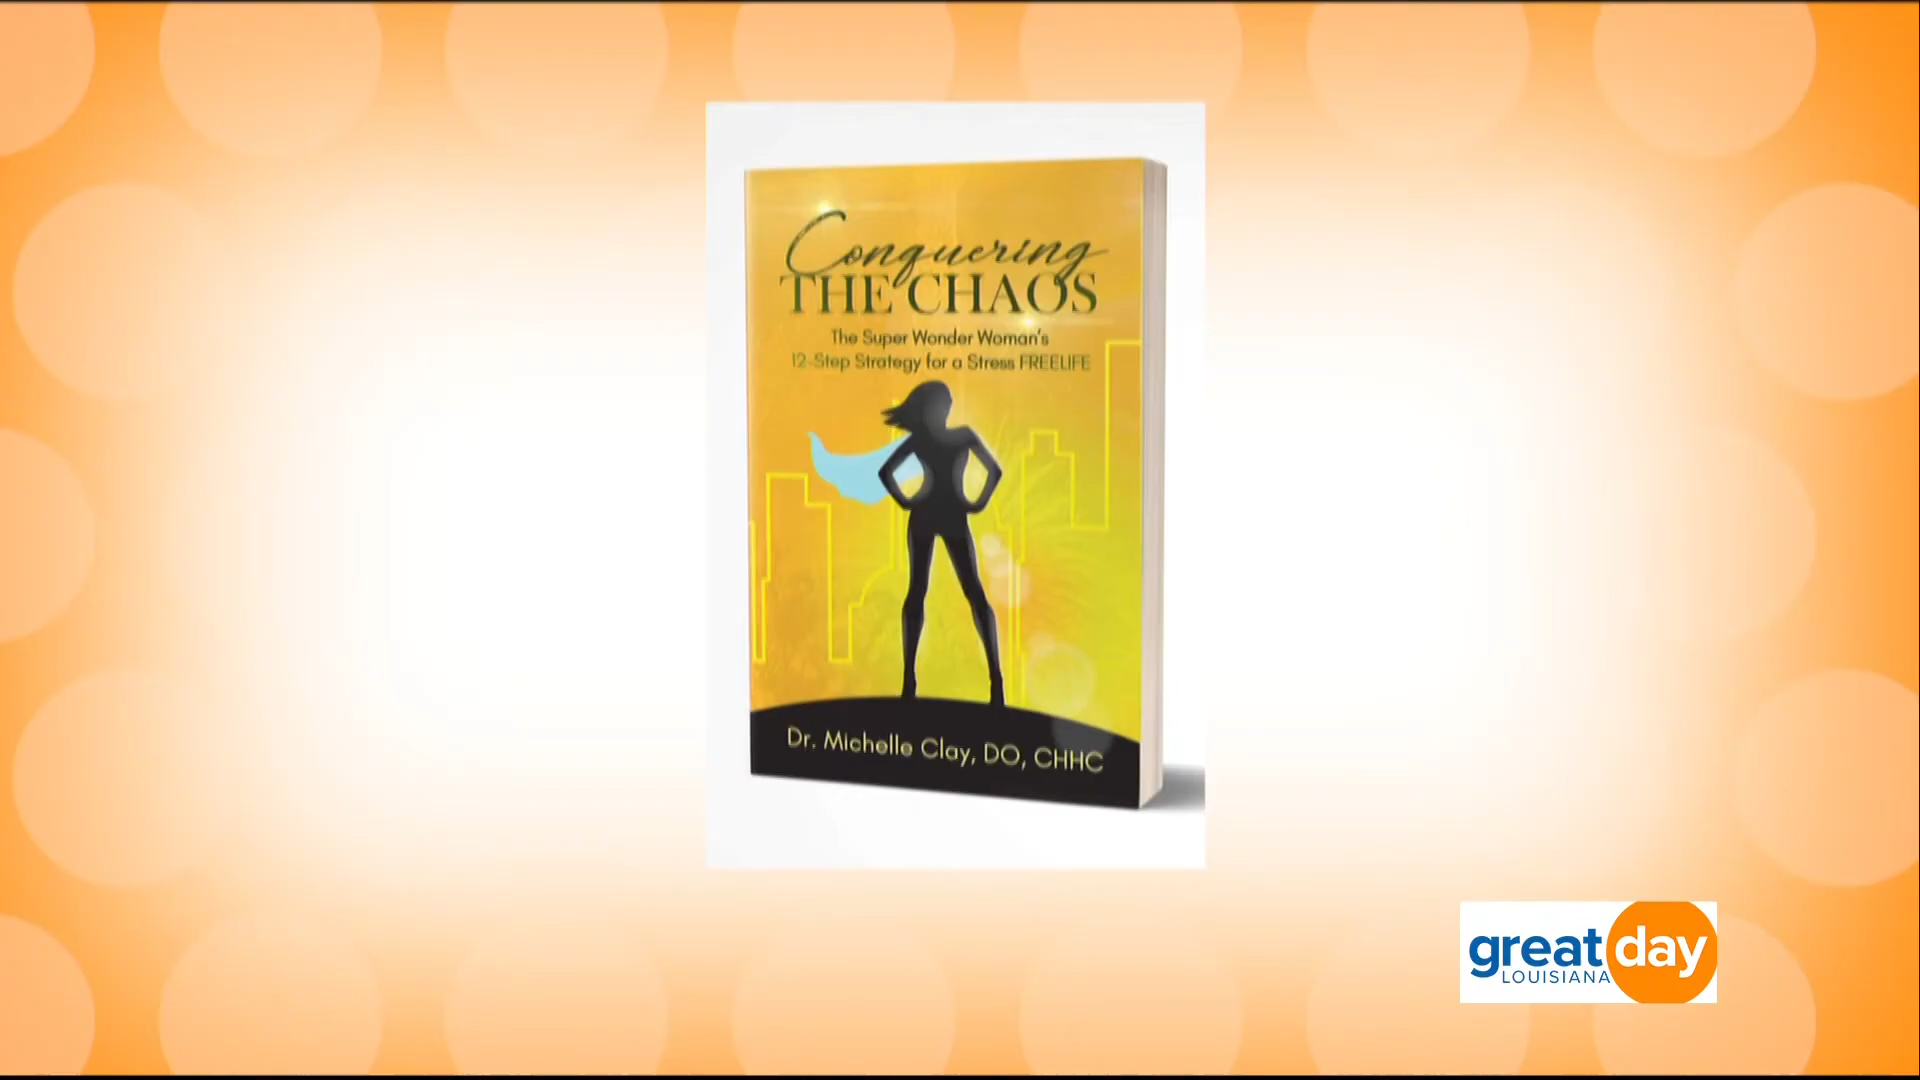 Conquering
THE CHAOS
The Super Wonder Woman's
12-Step Strategy for a Stress FREELIFE
Dr. Michelle Clay, DO, CHHC
great day
LOUISIANA